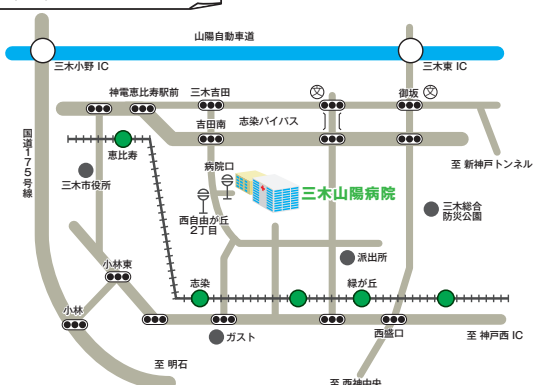 山陽自動車道
三木小野 IC
三木東 IC
神電恵比寿駅前
三木吉田
御坂
吉田南
志染バイパス
恵比寿
国道175号線
病院口
至 新神戸トンネル
三木市役所
三木山陽病院
西自由が丘
2丁目
三木総合
防災公園
派出所
小林東
志染
緑が丘
小林
ガスト
西盛口
至 神戸西 IC
至 明石
至 西神中央